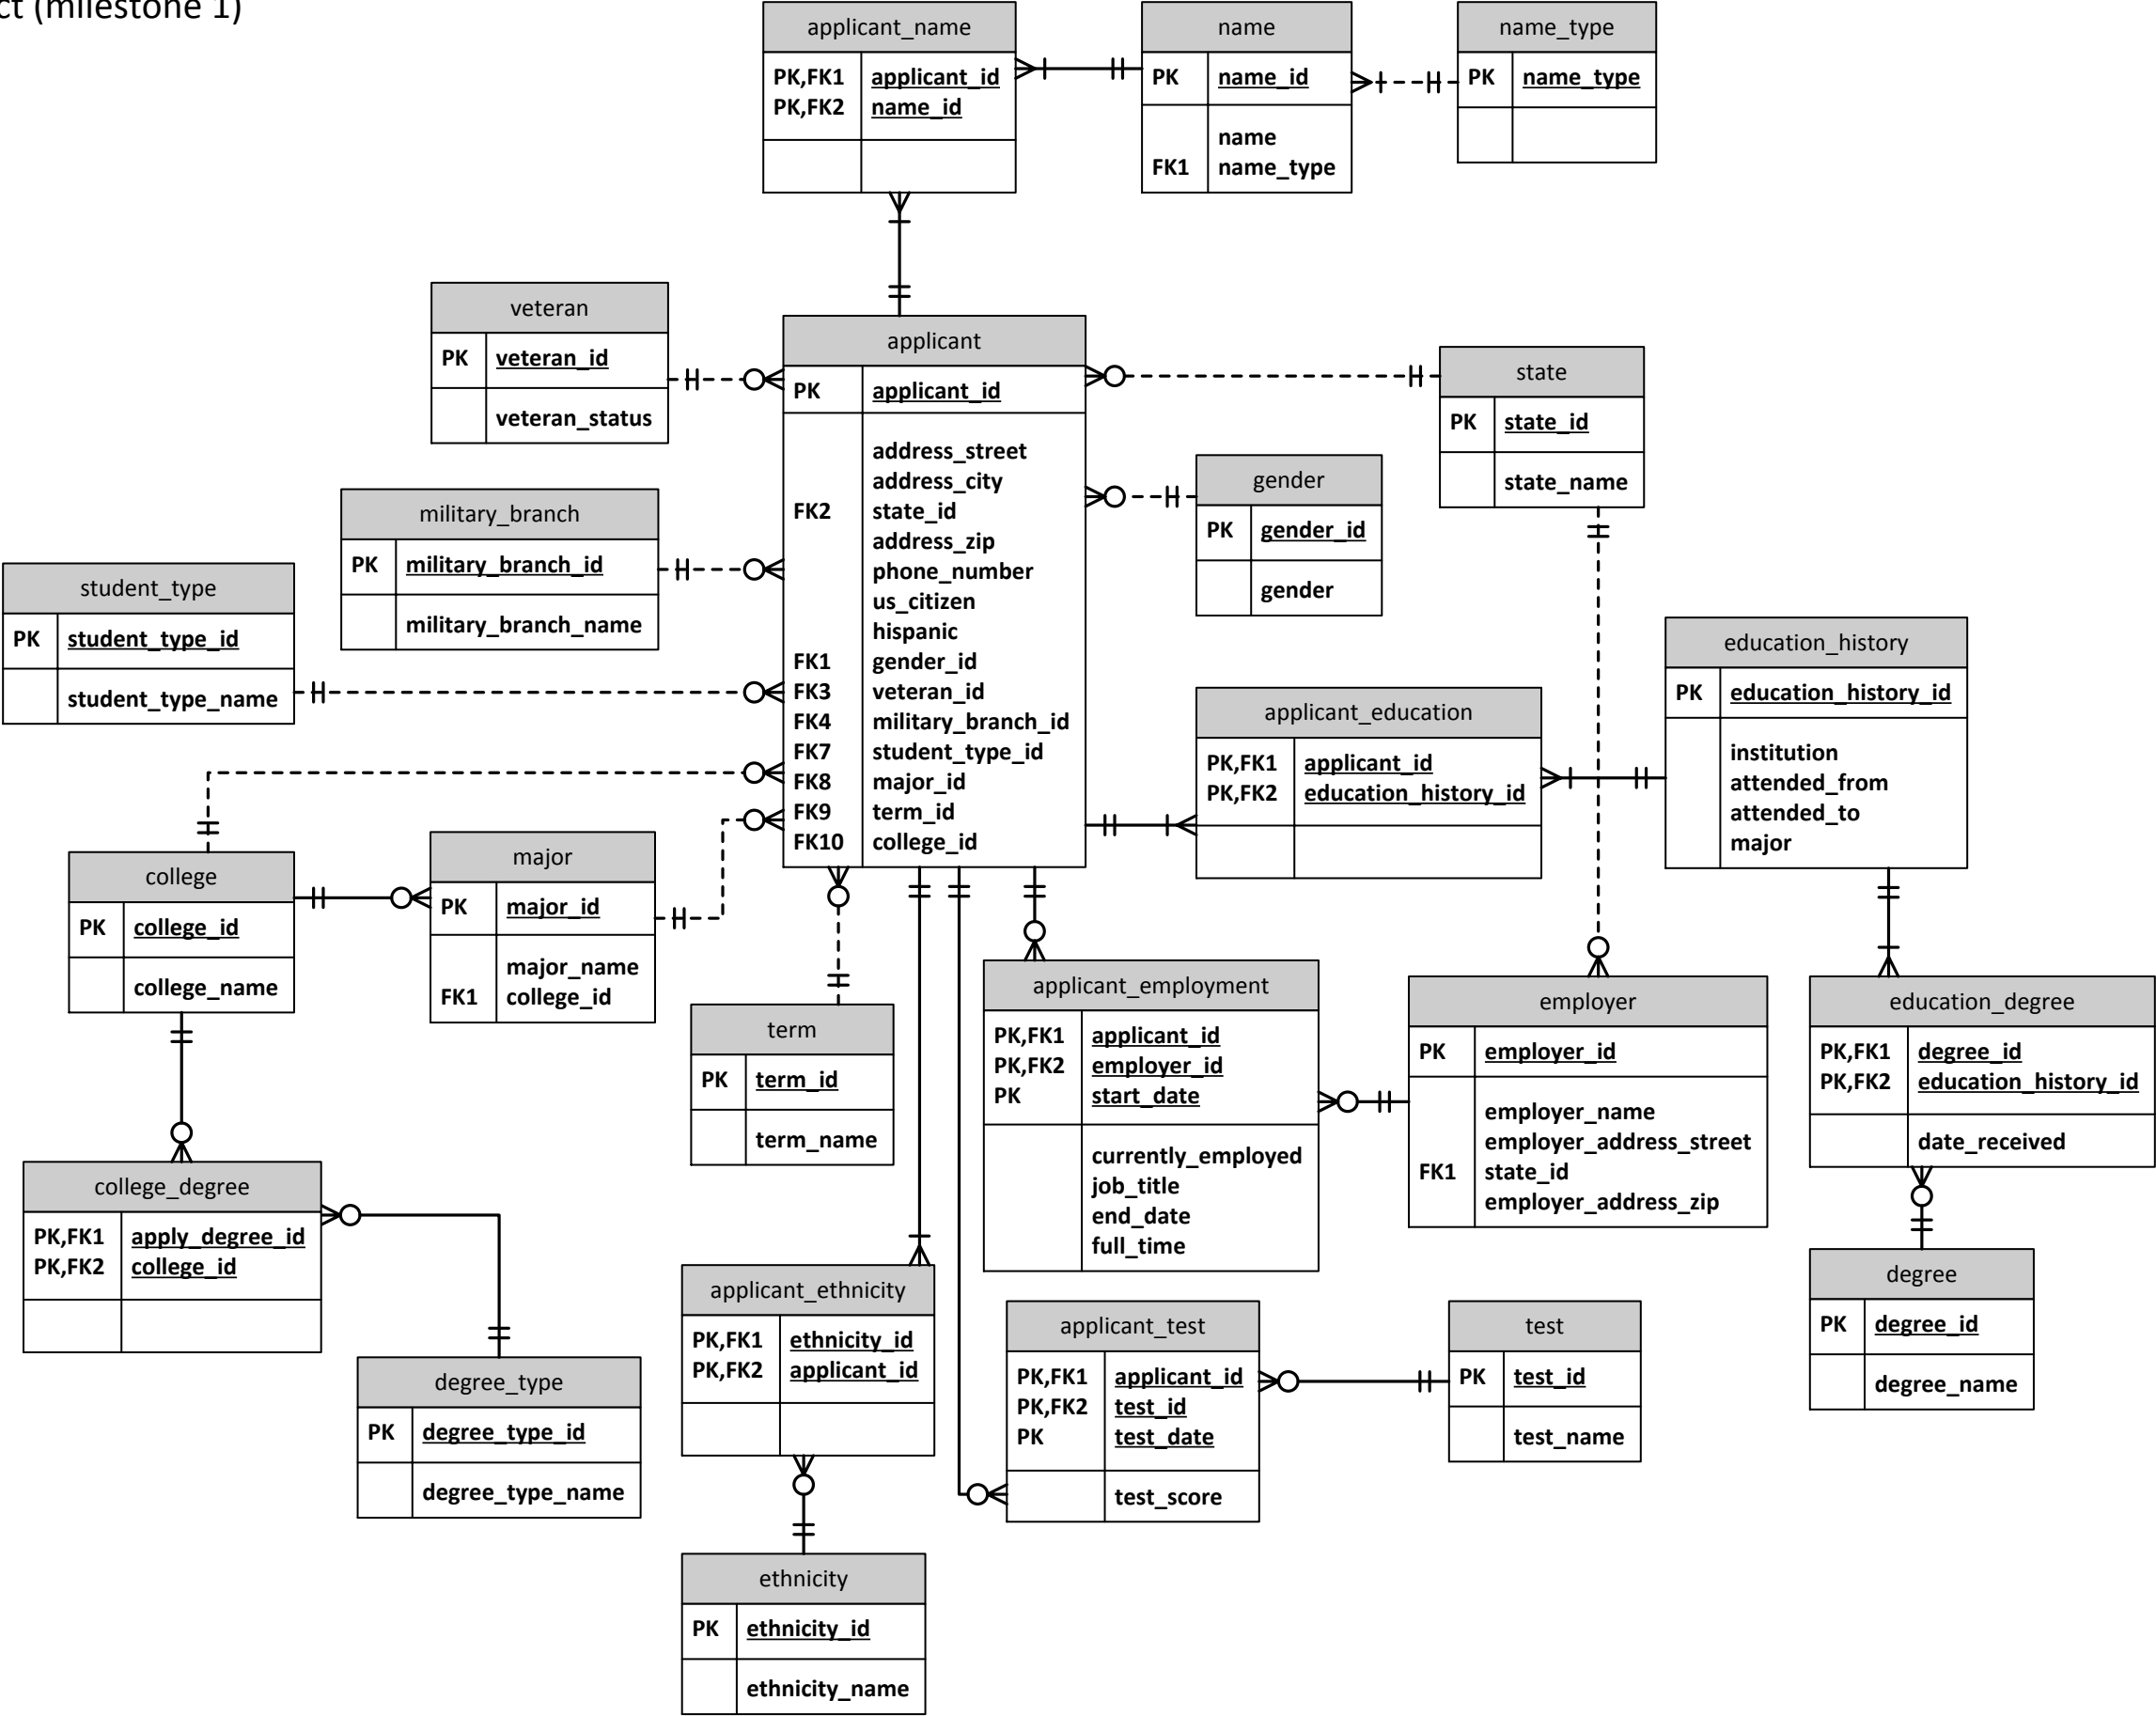 ct (milestone 1)
applicant_name
PK,FK1 applicant_id
PK,FK2 name_id
name
PK name_id
name
FK1 name_type
name_type
PK name_type
veteran
PK veteran_id
veteran_status
applicant
PK applicant_id
address_street
address_city
FK2 state_id
address_zip
phone_number
us_citizen
hispanic
FK1 gender_id
FK3 veteran_id
FK4 military_branch_id
FK7 student_type_id
FK8 major_id
FK9 term_id
FK10 college_id
state
PK state_id
state_name
gender
PK gender_id
gender
military_branch
PK military_branch_id
military_branch_name
student_type
PK student_type_id
student_type_name
education_history
PK education_history_id
institution
attended_from
attended_to
major
applicant_education
PK,FK1 applicant_id
PK,FK2 education_history_id
college
PK college_id
college_name
major
PK major_id
major_name
FK1 college_id
term
PK term_id
term_name
applicant_employment
PK,FK1 applicant_id
PK,FK2 employer_id
PK start_date
currently_employed
job_title
end_date
full_time
employer
PK employer_id
employer_name
employer_address_street
FK1 state_id
employer_address_zip
education_degree
PK,FK1 degree_id
PK,FK2 education_history_id
date_received
college_degree
PK,FK1 apply_degree_id
PK,FK2 college_id
degree_type
PK degree_type_id
degree_type_name
applicant_ethnicity
PK,FK1 ethnicity_id
PK,FK2 applicant_id
applicant_test
PK,FK1 applicant_id
PK,FK2 test_id
PK test_date
test_score
test
PK test_id
test_name
degree
PK degree_id
degree_name
ethnicity
PK ethnicity_id
ethnicity_name